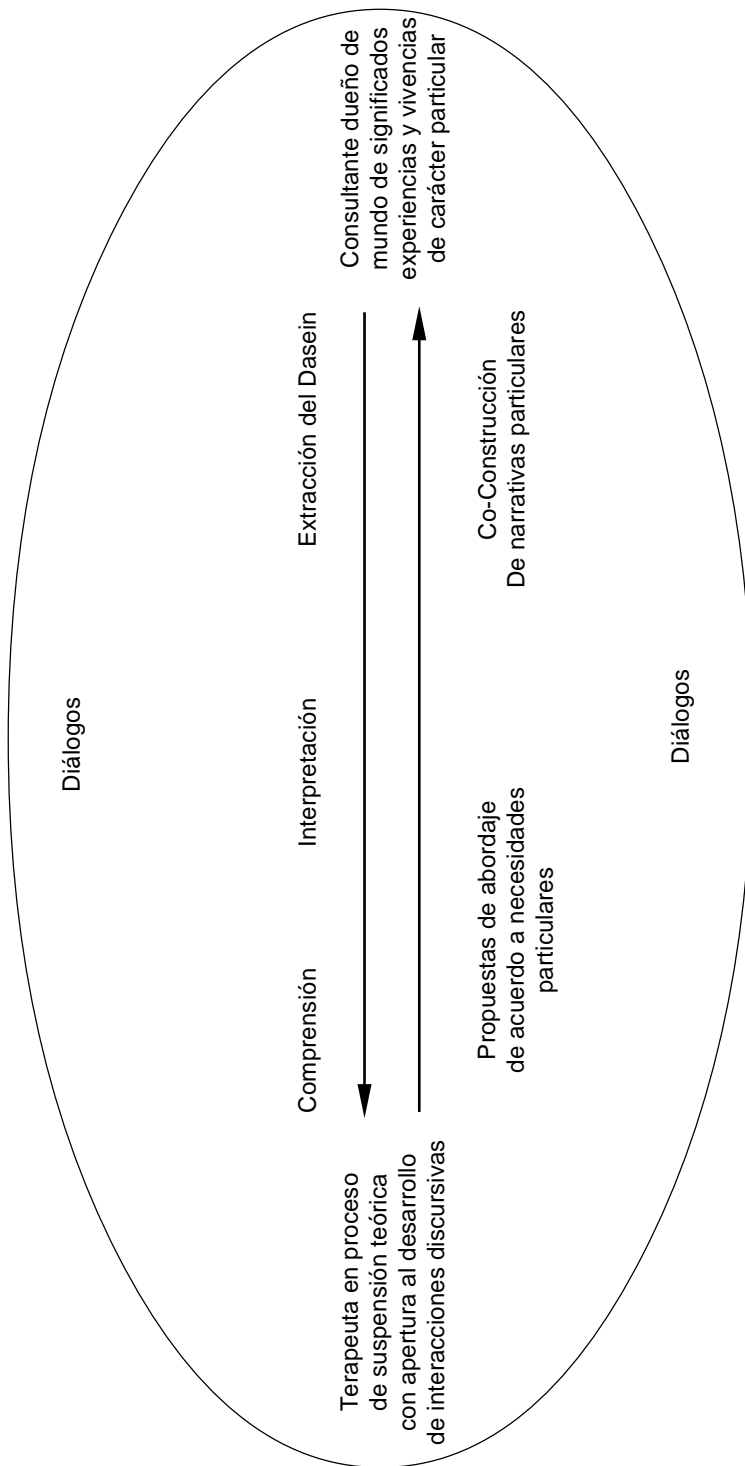 Diálogos
Comprensión
Interpretación
Extracción del Dasein
Terapeuta en proceso
de suspensión teórica
con apertura al desarrollo
de interacciones discursivas
Consultante dueño de
mundo de significados
experiencias y vivencias
de carácter particular
Propuestas de abordaje
de acuerdo a necesidades
particulares
Co-Construcción
De narrativas particulares
Diálogos